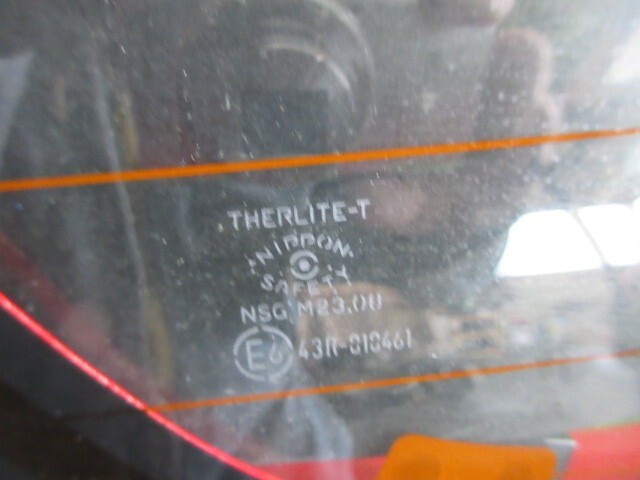 THERLITE-T
NIPPON
SAFETY
NSG M23.00
E6 43R-010461